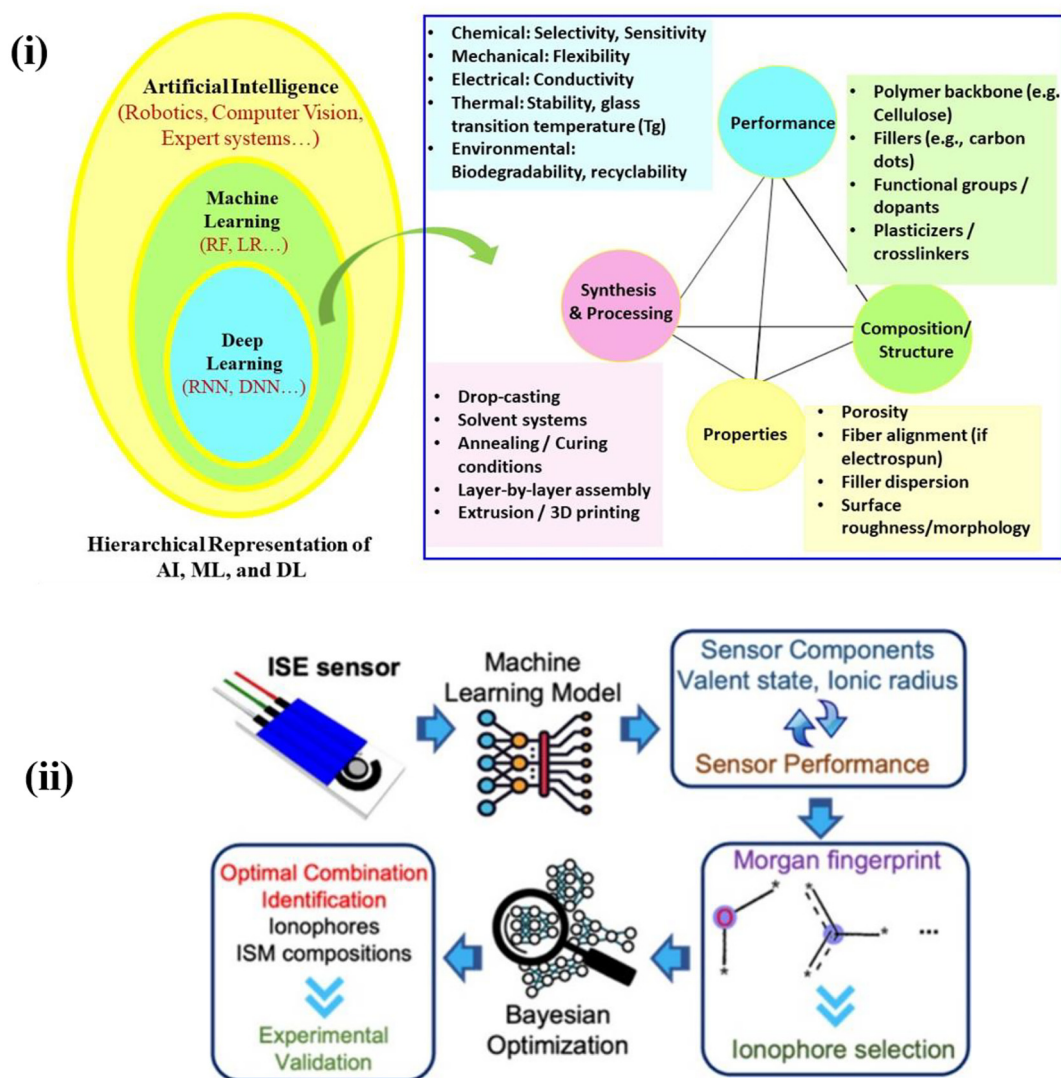 (i)
Artificial Intelligence
(Robotics, Computer Vision,
Expert systems…)
Machine
Learning
(RF, LR…)
Deep
Learning
(RNN, DNN…)
Hierarchical Representation of
AI, ML, and DL
• Chemical: Selectivity, Sensitivity
• Mechanical: Flexibility
• Electrical: Conductivity
• Thermal: Stability, glass
transition temperature (Tg)
• Environmental:
Biodegradability, recyclability
Performance
• Polymer backbone (e.g.
Cellulose)
• Fillers (e.g., carbon
dots)
• Functional groups /
dopants
• Plasticizers /
crosslinkers
Synthesis
& Processing
Composition/
Structure
• Drop-casting
• Solvent systems
• Annealing / Curing
conditions
• Layer-by-layer assembly
• Extrusion / 3D printing
Properties
• Porosity
• Fiber alignment (if
electrospun)
• Filler dispersion
• Surface
roughness/morphology
(ii)
ISE sensor
Machine
Learning Model
Sensor Components
Valent state, Ionic radius
Sensor Performance
Morgan fingerprint
O
* * * * *
...
Ionophore selection
Bayesian
Optimization
Optimal Combination
Identification
Ionophores
ISM compositions
Experimental
Validation